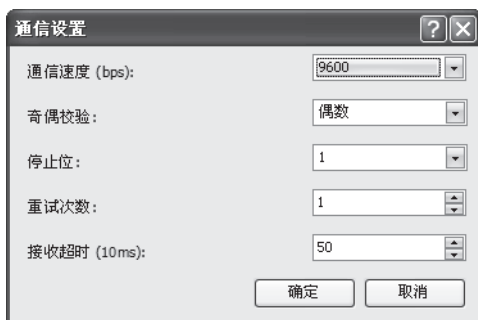 通信设置
通信速度 (bps): 9600
奇偶校验: 偶数
停止位: 1
重试次数: 1
接收超时 (10ms): 50
确定 取消